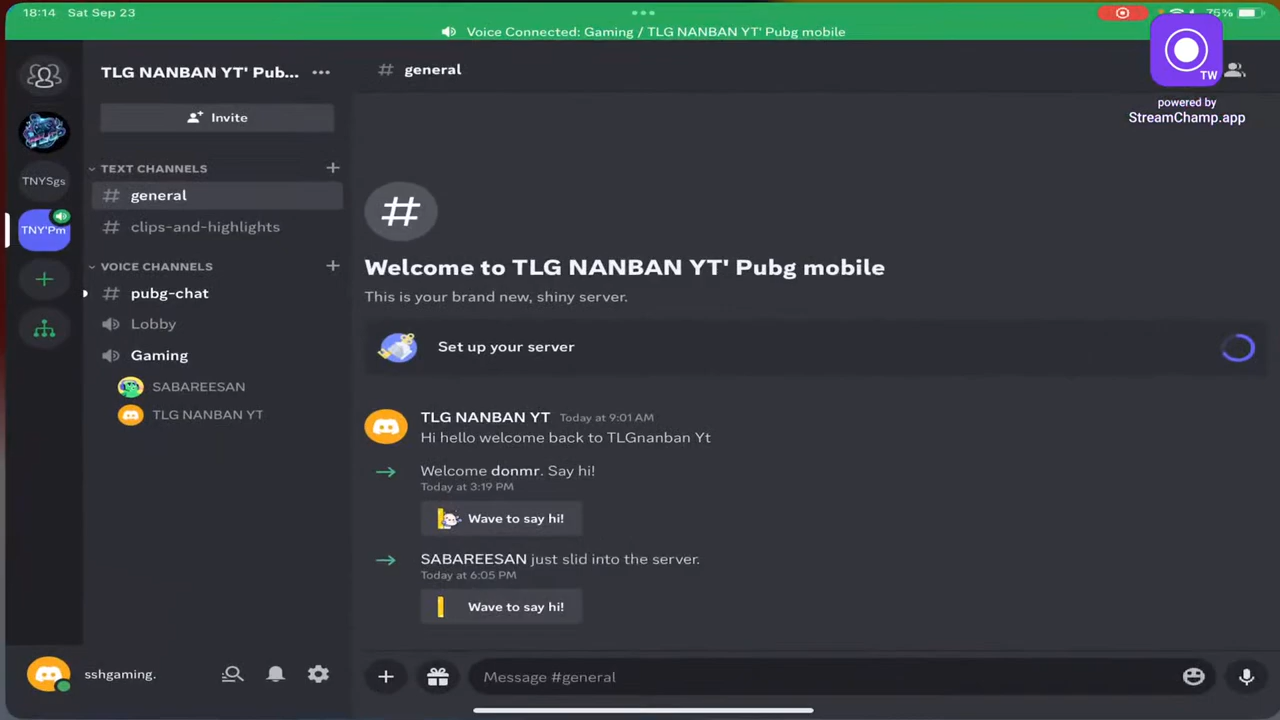 18:14 Sat Sep 23
75%
Voice Connected: Gaming / TLG NANBAN YT' Pubg mobile
TW
powered by
StreamChamp.app
TNYSgs
TNY'Pm
TLG NANBAN YT' Pub...
Invite
TEXT CHANNELS
general
clips-and-highlights
VOICE CHANNELS
pubg-chat
Lobby
Gaming
SABAREESAN
TLG NANBAN YT
sshgaming.
# general
#
Welcome to TLG NANBAN YT' Pubg mobile
This is your brand new, shiny server.
Set up your server
TLG NANBAN YT Today at 9:01 AM
Hi hello welcome back to TLGnanban Yt
Welcome donmr. Say hi!
Today at 3:19 PM
Wave to say hi!
SABAREESAN just slid into the server.
Today at 6:05 PM
Wave to say hi!
Message #general